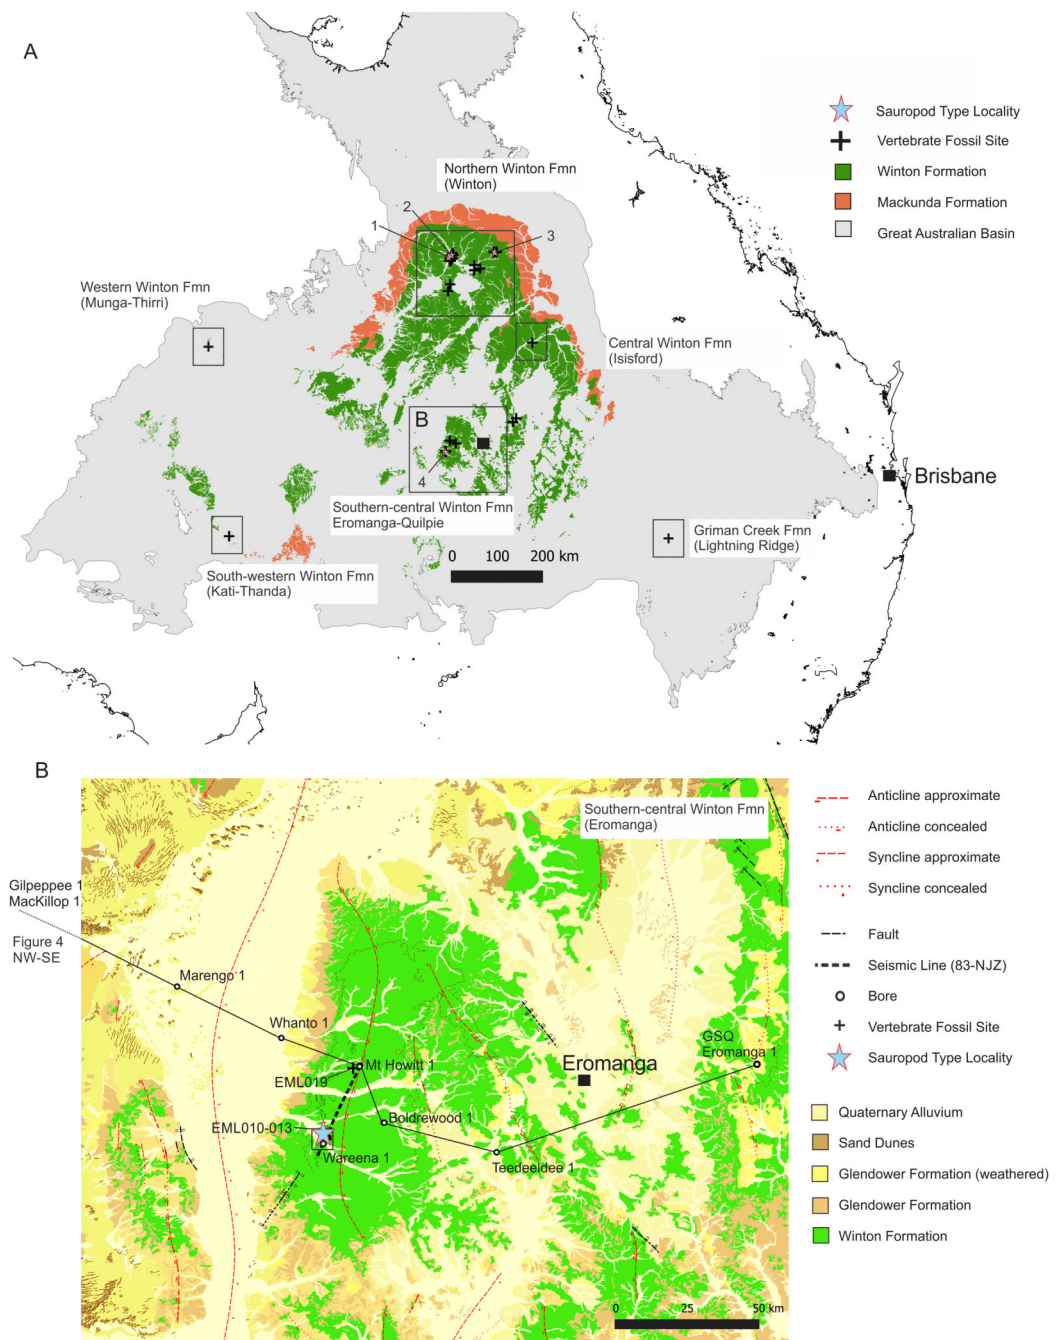 A
Sauropod Type Locality
Vertebrate Fossil Site
Winton Formation
Mackunda Formation
Great Australian Basin
Northern Winton Fmn
(Winton)
2
1
3
Western Winton Fmn
(Munga-Thirri)
Central Winton Fmn
(Isisford)
B
4
Brisbane
Southern-central Winton Fmn
Eromanga-Quilpie
0 100 200 km
Griman Creek Fmn
(Lightning Ridge)
South-western Winton Fmn
(Kati-Thanda)
B
Southern-central Winton Fmn
(Eromanga)
Anticline approximate
Anticline concealed
Syncline approximate
Syncline concealed
Gilpeppee 1
MacKillop 1
Figure 4
NW-SE
Fault
Seismic Line (83-NJZ)
Bore
Vertebrate Fossil Site
Sauropod Type Locality
Marengo 1
Whanto 1
Mt Howitt 1
EML019
GSQ
Eromanga 1
Eromanga
EML010-013
Boldrewood 1
Wareena 1
Teedeeldee 1
Quaternary Alluvium
Sand Dunes
Glendower Formation (weathered)
Glendower Formation
Winton Formation
0 25 50 km